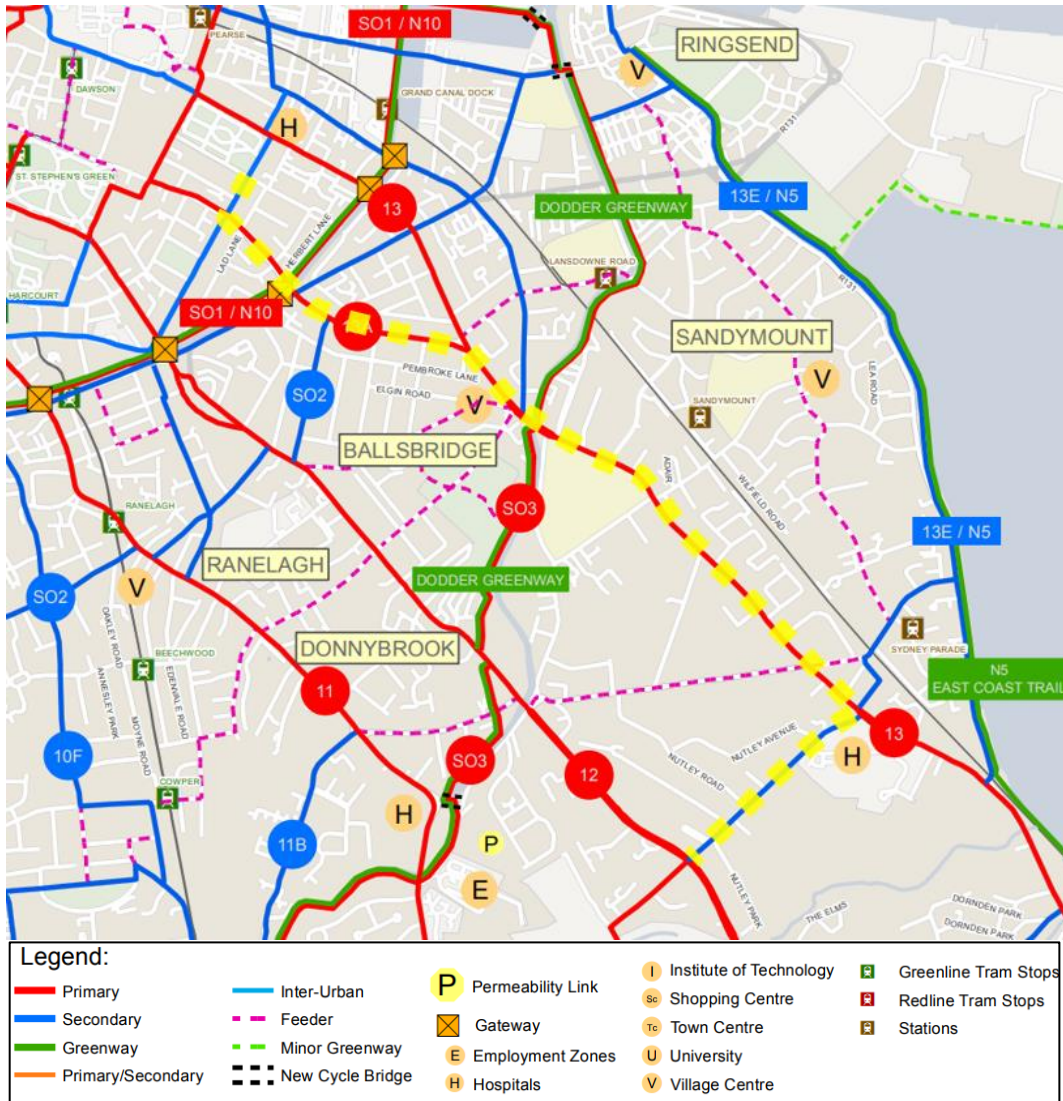 SO1 / N10
PEARSE
RINGSEND
V
DAWSON
GRAND CANAL DOCK
H
R131
ST. STEPHEN'S GREEN
13
DODDER GREENWAY
13E / N5
LAD LANE
HERBERT LANE
LANSDOWNE ROAD
R131
HARCOURT
SO1 / N10
SANDYMOUNT
PEMBROKE LANE
ELGIN ROAD
V
LEA ROAD
SO2
V
SANDYMOUNT
BALLSBRIDGE
ADAIR
WILFIELD ROAD
SO3
RANELAGH
13E / N5
RANELAGH
DODDER GREENWAY
V
SO2
OAKLEY ROAD
DONNYBROOK
SYDNEY PARADE
BEECHWOOD
ANNESLEY PARK
MOYNE ROAD
EDENVALE ROAD
11
N5
EAST COAST TRAIL
NUTLEY AVENUE
13
H
10F
SO3
12
NUTLEY ROAD
COWPER
H
11B
P
E
NUTLEY PARK
THE ELMS
DORNDEN PARK
DORNDEN PARK
Legend:
Primary
Secondary
Greenway
Primary/Secondary
Inter-Urban
Feeder
Minor Greenway
New Cycle Bridge
P Permeability Link
Gateway
E Employment Zones
H Hospitals
I Institute of Technology
Sc Shopping Centre
Tc Town Centre
U University
V Village Centre
Greenline Tram Stops
Redline Tram Stops
Stations